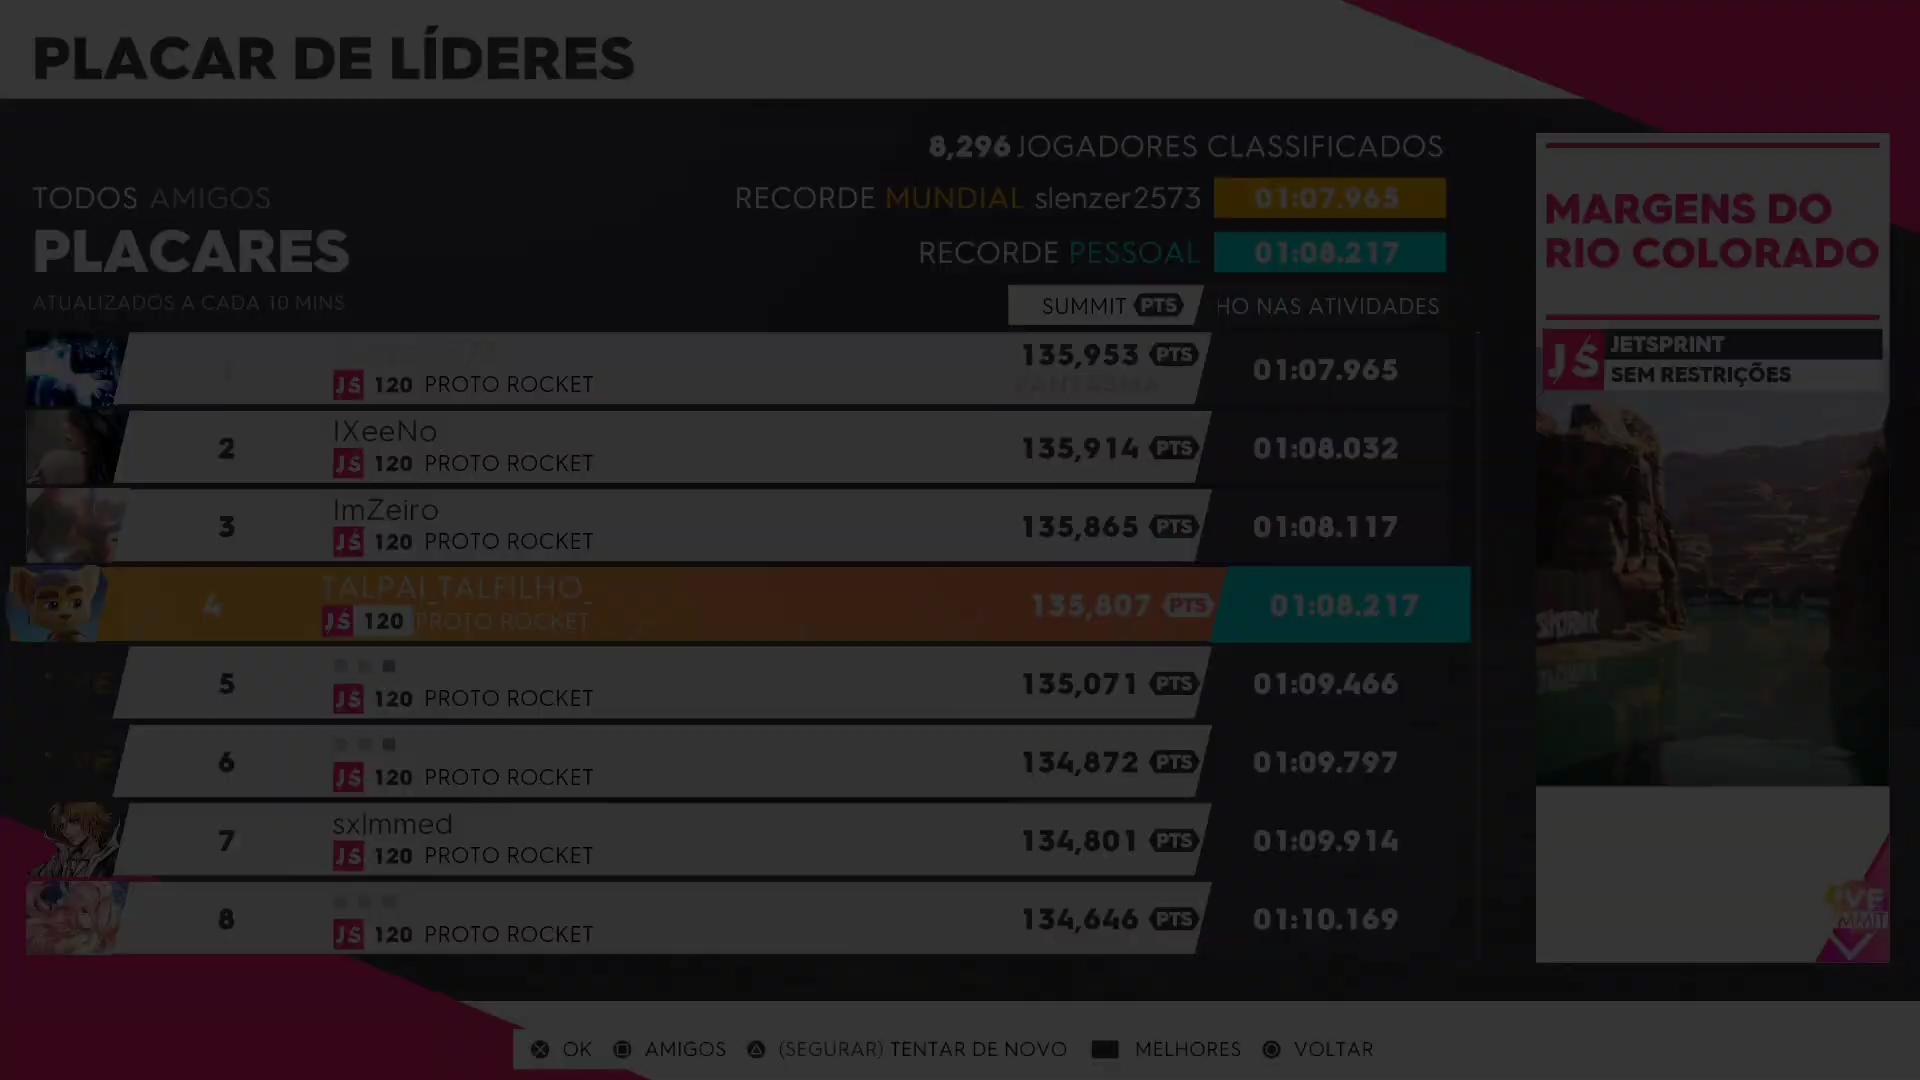 PLACAR DE LÍDERES
8,296 JOGADORES CLASSIFICADOS
TODOS AMIGOS
RECORDE MUNDIAL slenzer2573 01:07.965
PLACARES
RECORDE PESSOAL 01:08.217
ATUALIZADOS A CADA 10 MINS
SUMMIT PTS HO NAS ATIVIDADES
135,953 PTS 01:07.965
JS 120 PROTO ROCKET
FANTASMA
2 IXeeNo 135,914 PTS 01:08.032
JS 120 PROTO ROCKET
3 ImZeiro 135,865 PTS 01:08.117
JS 120 PROTO ROCKET
4 TALPAI_TALFILHO_ 135,807 PTS 01:08.217
JS 120 PROTO ROCKET
5 135,071 PTS 01:09.466
JS 120 PROTO ROCKET
6 134,872 PTS 01:09.797
JS 120 PROTO ROCKET
7 sxlmmed 134,801 PTS 01:09.914
JS 120 PROTO ROCKET
8 134,646 PTS 01:10.169
JS 120 PROTO ROCKET
MARGENS DO
RIO COLORADO
JS JETSPRINT
SEM RESTRIÇÕES
OK AMIGOS (SEGURAR) TENTAR DE NOVO MELHORES VOLTAR